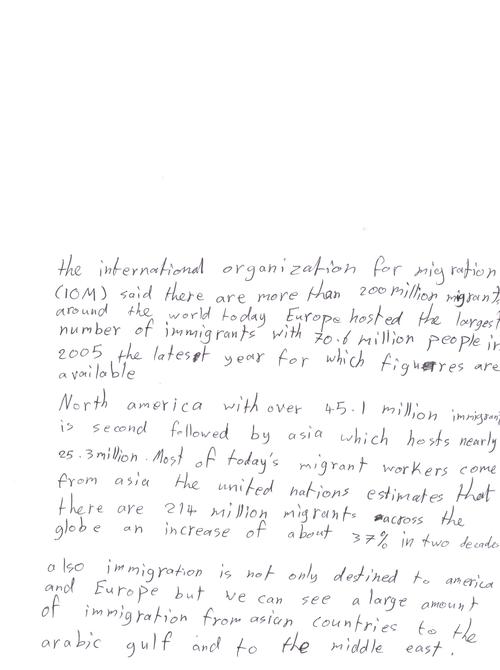 the international organization for migration
(IOM) said there are more than 200 million migrant
around the world today Europe hosted the largest
number of immigrants with 70.6 million people in
2005 the latest year for which figures are
available
North america with over 45.1 million immigran
is second followed by asia which hosts nearly
25.3 million. Most of today's migrant workers come
from asia the united nations estimates that
there are 214 million migrants across the
globe an increase of about 37% in two decades
also immigration is not only destined to america
and Europe but we can see a large amount
of immigration from asian countries to the
arabic gulf and to the middle east.